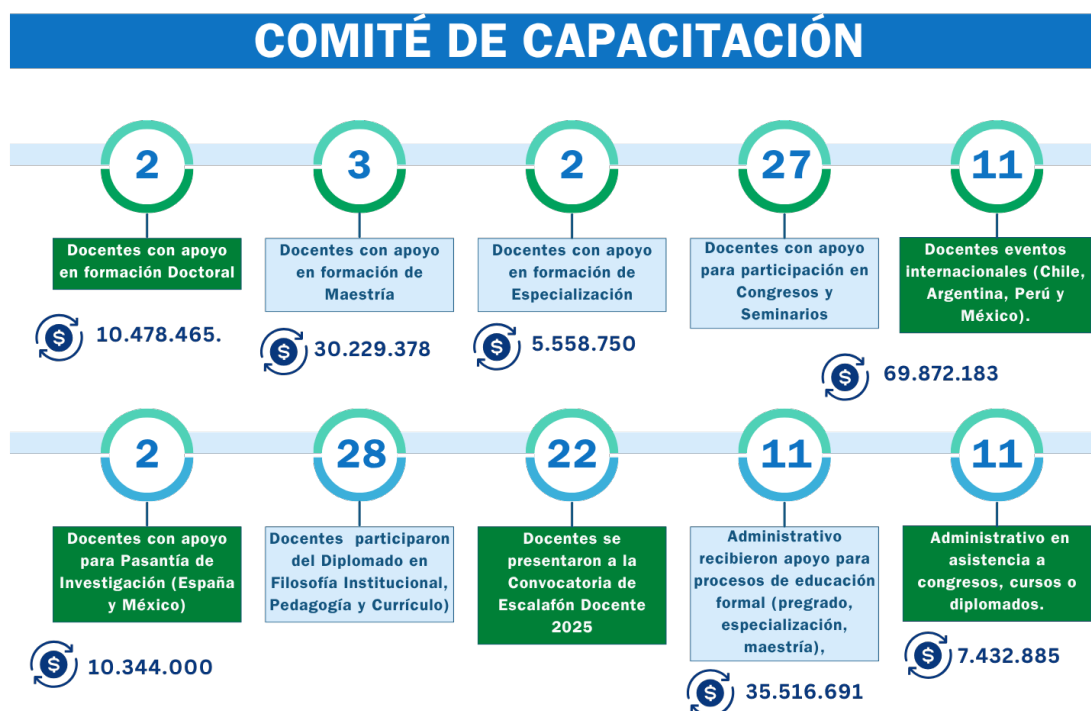 COMITÉ DE CAPACITACIÓN
2
Docentes con apoyo
en formación Doctoral
$
10.478.465.
3
Docentes con apoyo
en formación de
Maestría
$
30.229.378
2
Docentes con apoyo
en formación de
Especialización
$
5.558.750
27
Docentes con apoyo
para participación en
Congresos y
Seminarios
11
Docentes eventos
internacionales (Chile,
Argentina, Perú y
México).
$
69.872.183
2
Docentes con apoyo
para Pasantía de
Investigación (España
y México)
$
10.344.000
28
Docentes participaron
del Diplomado en
Filosofía Institucional,
Pedagogía y Currículo)
22
Docentes se
presentaron a la
Convocatoria de
Escalafón Docente
2025
11
Administrativo
recibieron apoyo para
procesos de educación
formal (pregrado,
especialización,
maestría),
$
35.516.691
11
Administrativo en
asistencia a
congresos, cursos o
diplomados.
$
7.432.885